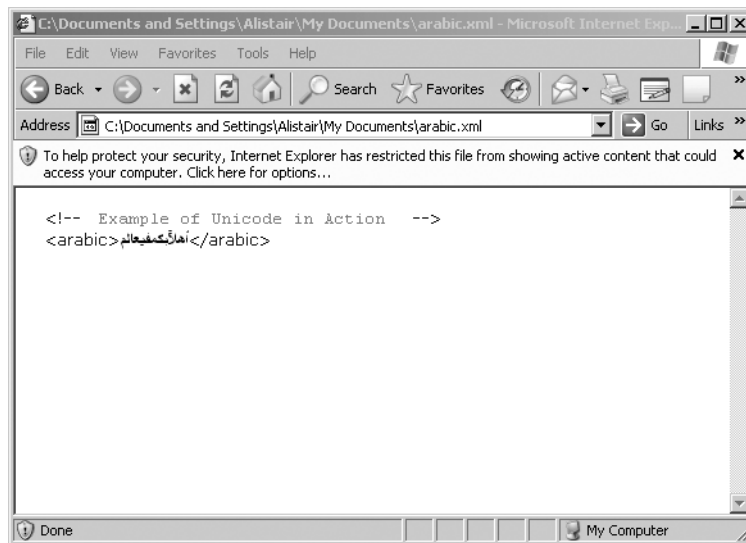 C:\Documents and Settings\Alistair\My Documents\arabic.xml - Microsoft Internet Exp...
File Edit View Favorites Tools Help
Back Search Favorites »
Address C:\Documents and Settings\Alistair\My Documents\arabic.xml Go Links »
To help protect your security, Internet Explorer has restricted this file from showing active content that could
access your computer. Click here for options...
<!-- Example of Unicode in Action -->
<arabic>أهلاًبكمفيعالم</arabic>
Done My Computer